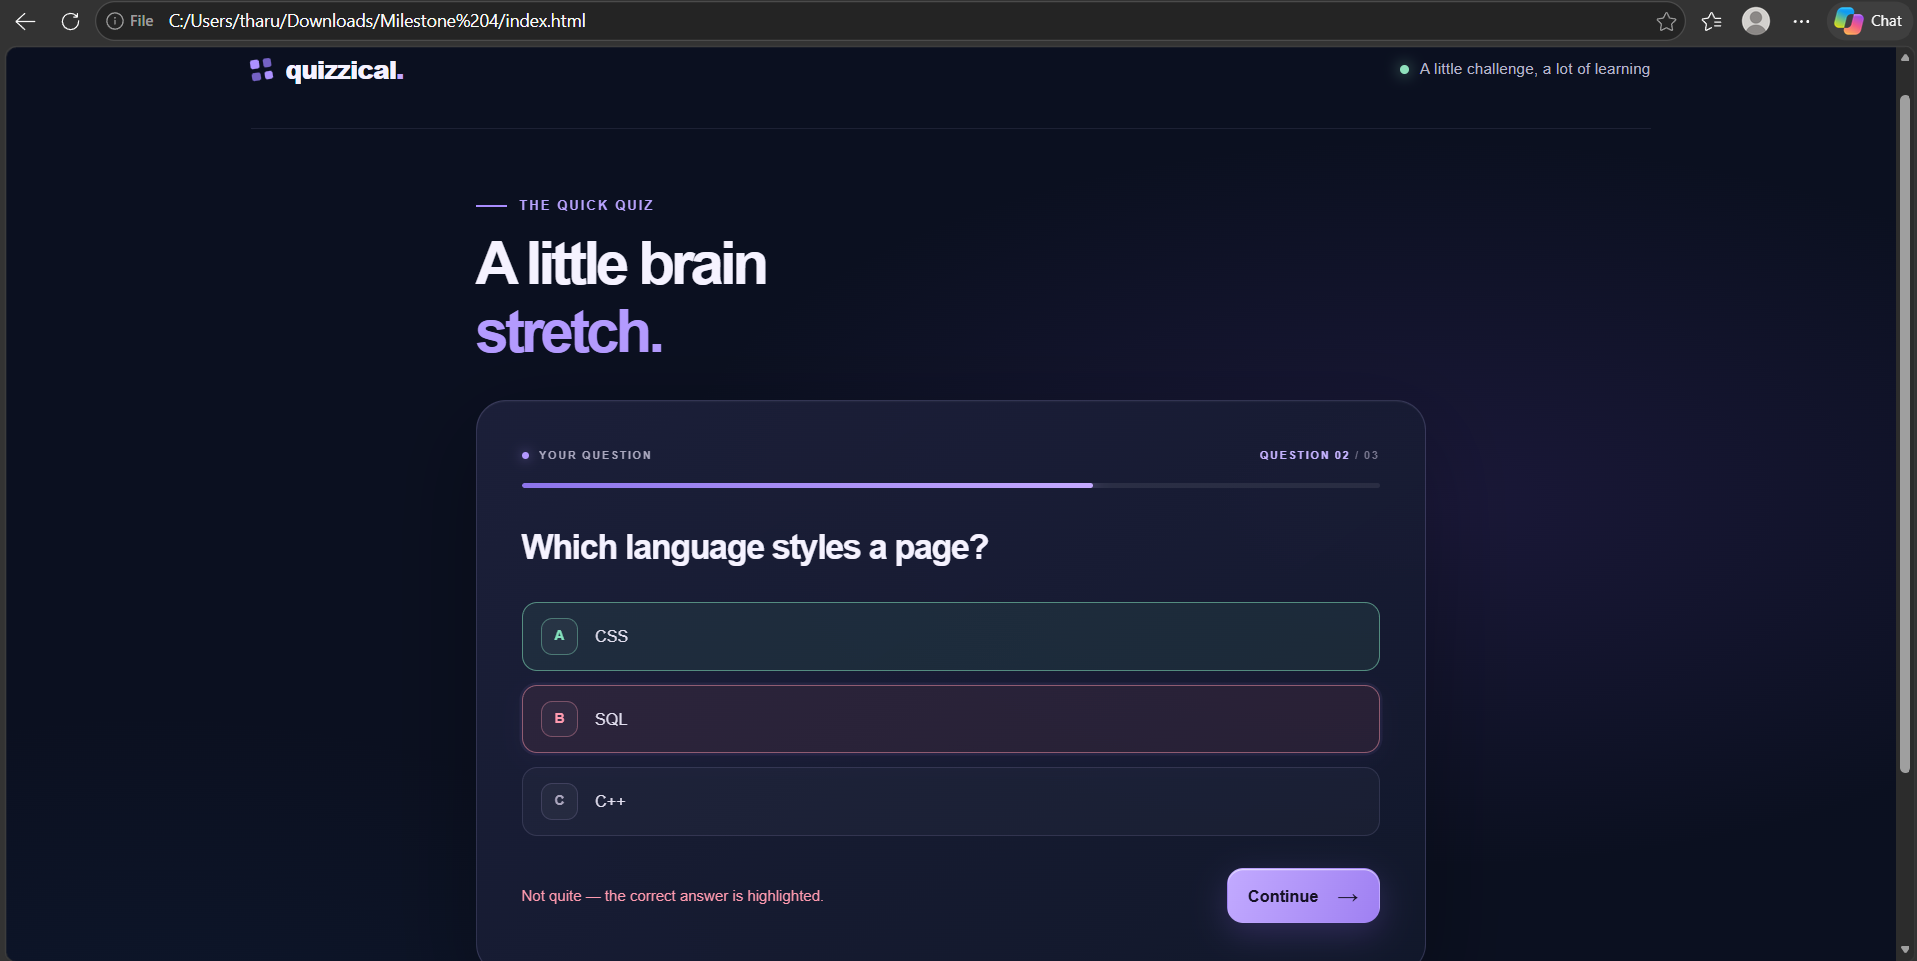 File C:/Users/tharu/Downloads/Milestone%204/index.html
Chat
quizzical.
A little challenge, a lot of learning
THE QUICK QUIZ
A little brain
stretch.
YOUR QUESTION
QUESTION 02 / 03
Which language styles a page?
A CSS
B SQL
C C++
Not quite — the correct answer is highlighted.
Continue →